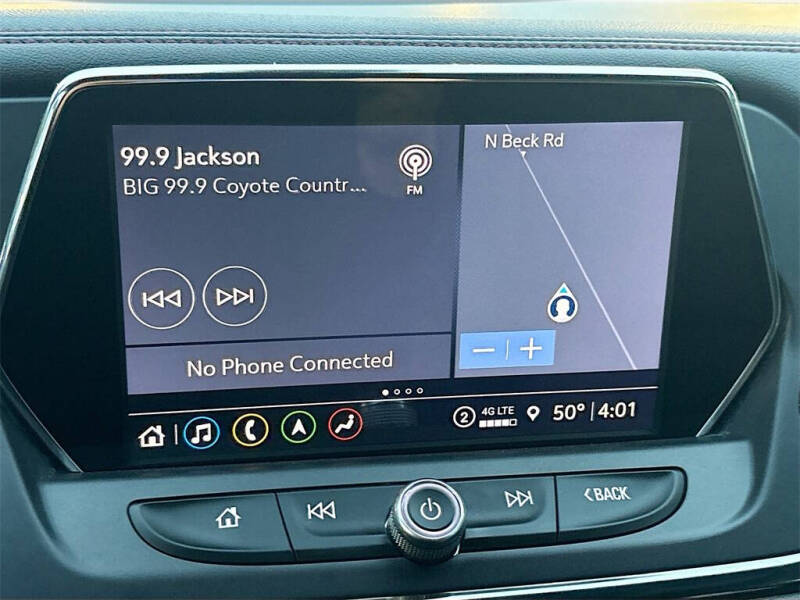 99.9 Jackson
BIG 99.9 Coyote Countr...
FM
N Beck Rd
No Phone Connected
2 4G LTE 50° 4:01
BACK